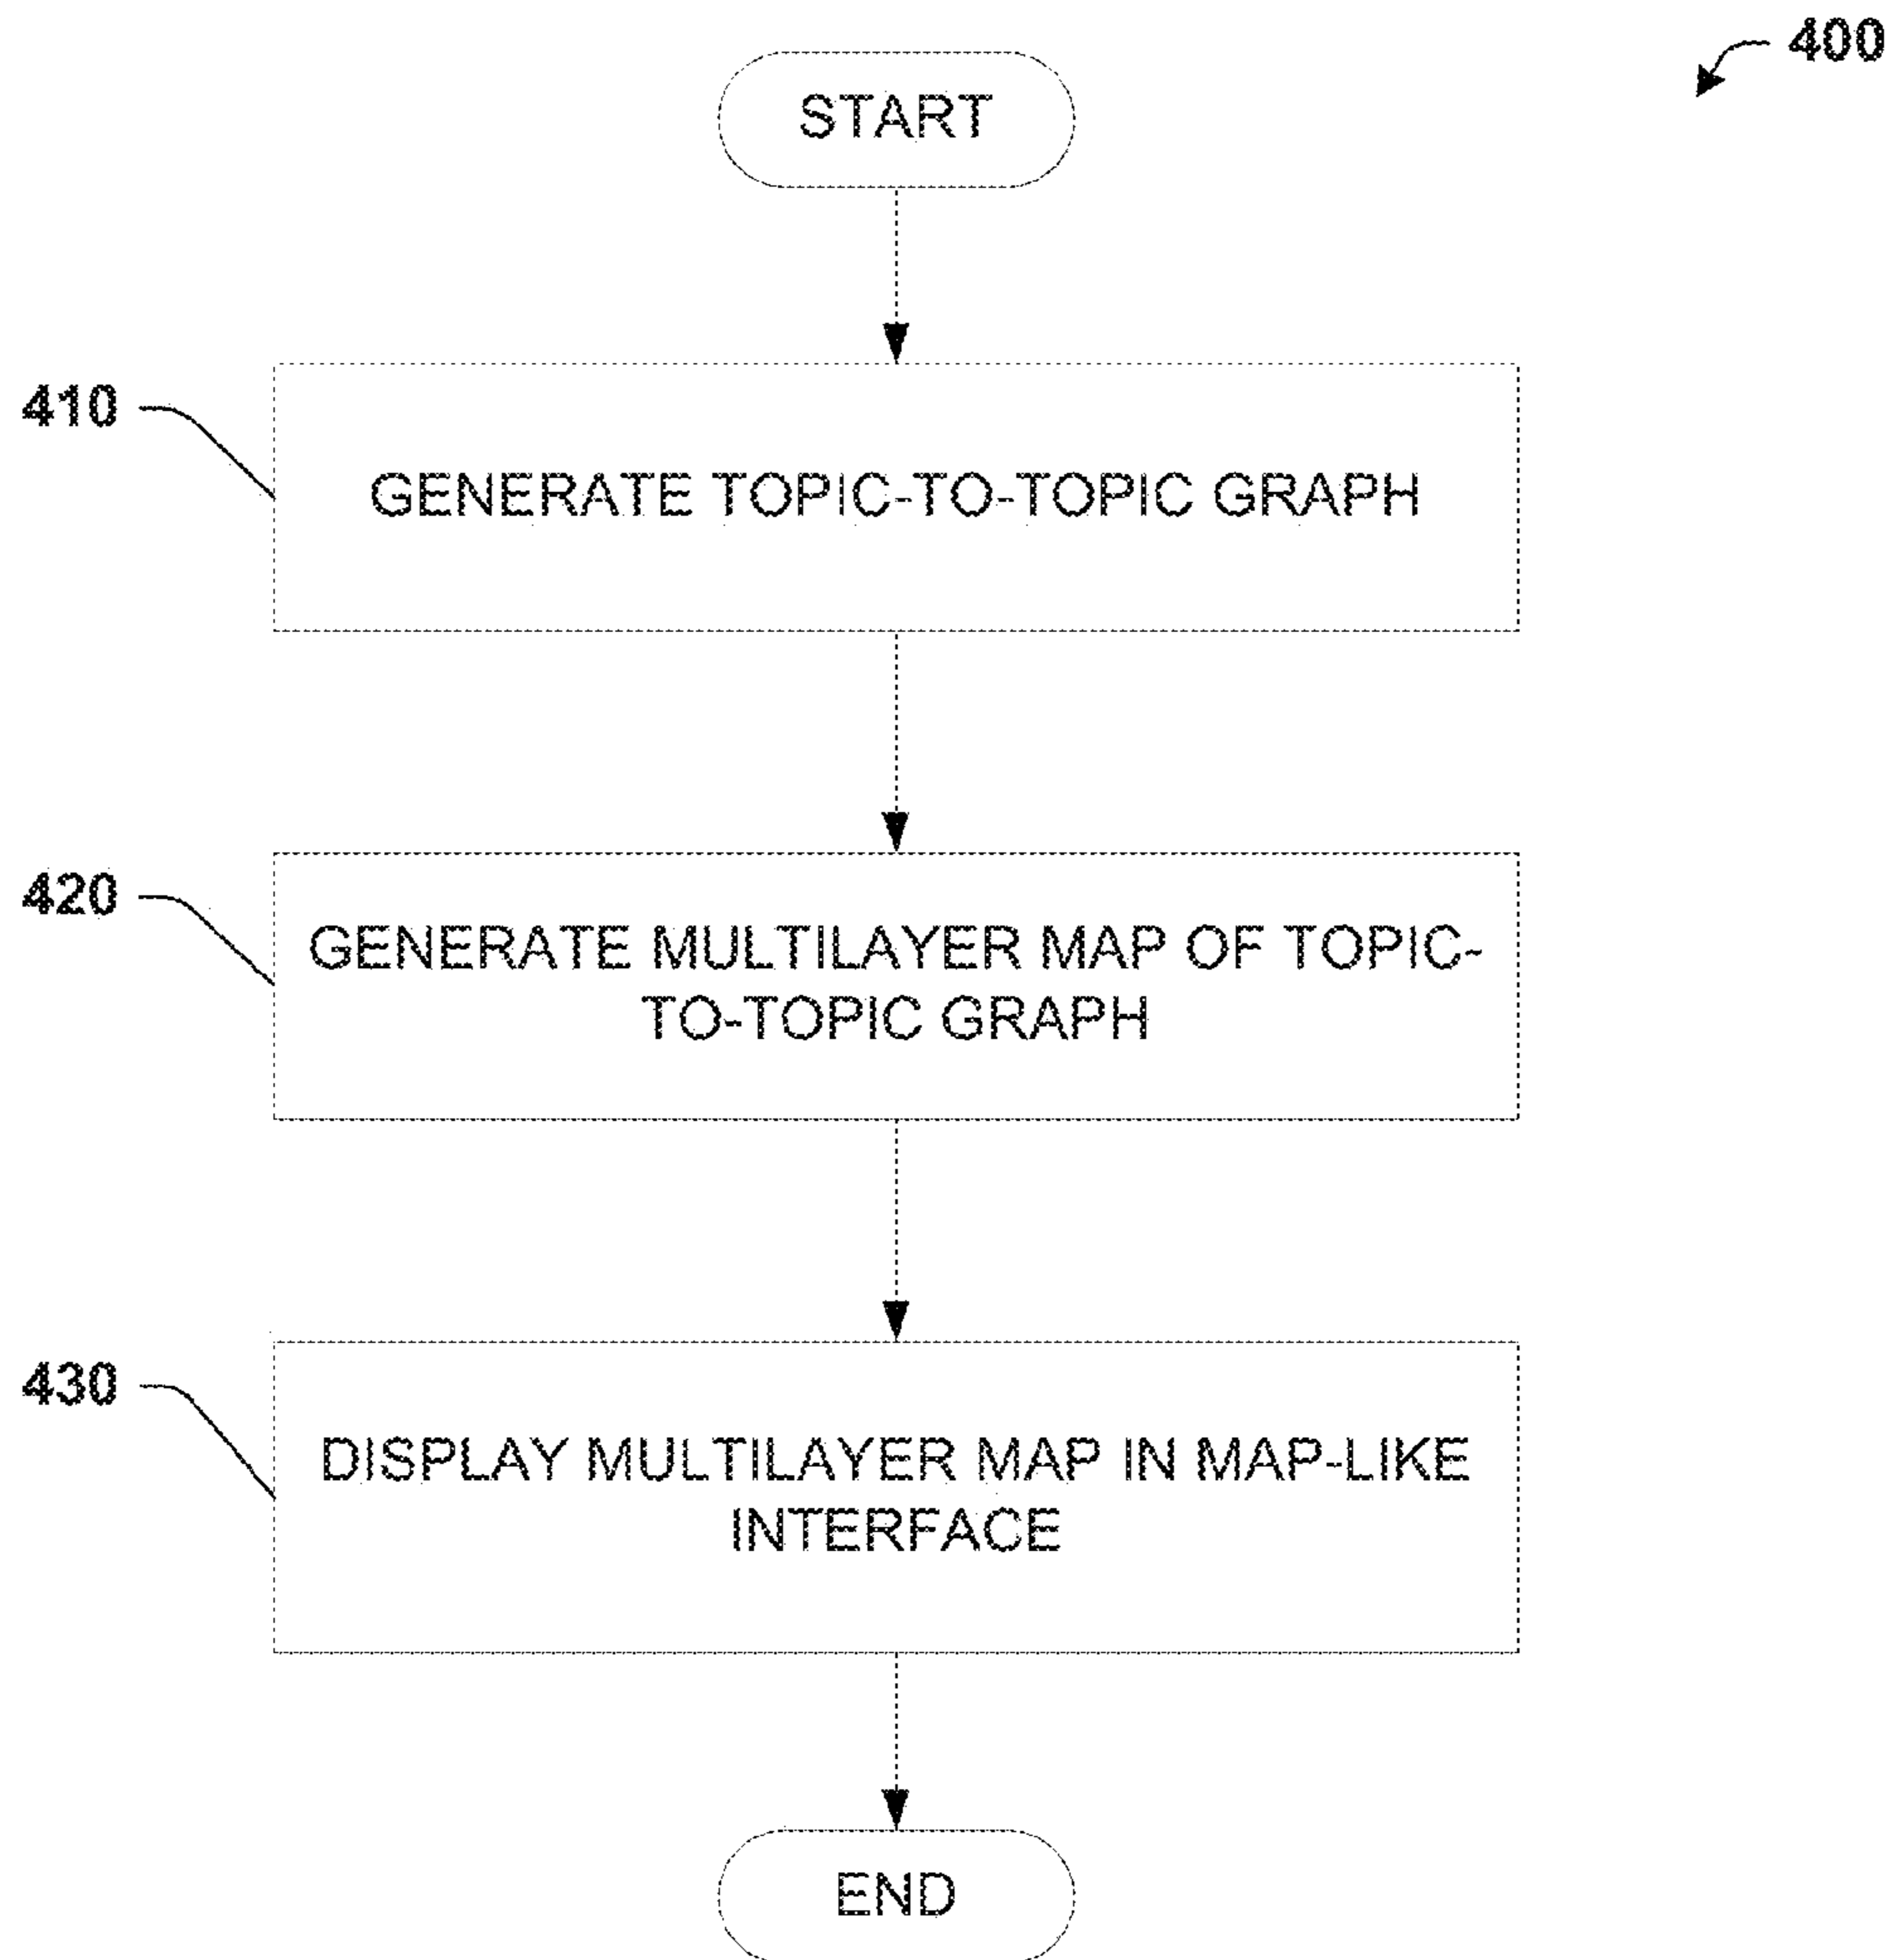 400
START
410
GENERATE TOPIC-TO-TOPIC GRAPH
420
GENERATE MULTILAYER MAP OF TOPIC-
TO-TOPIC GRAPH
430
DISPLAY MULTILAYER MAP IN MAP-LIKE
INTERFACE
END